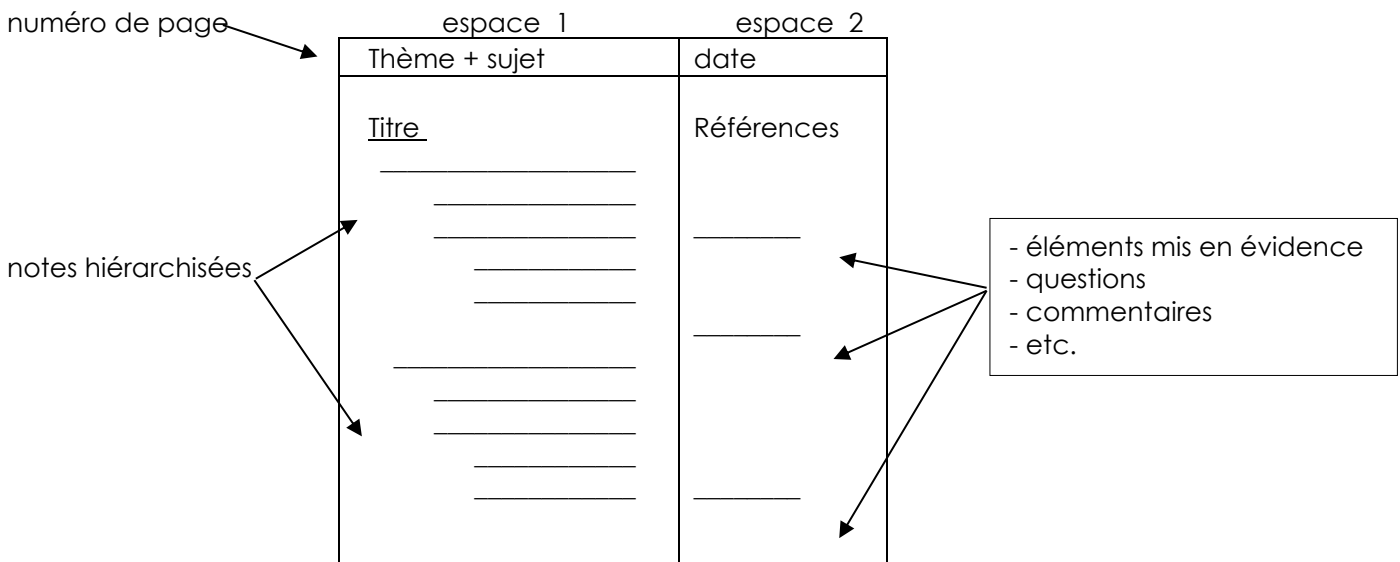 numéro de page espace 1 espace 2
Thème + sujet date
Titre Références
notes hiérarchisées
- éléments mis en évidence
- questions
- commentaires
- etc.